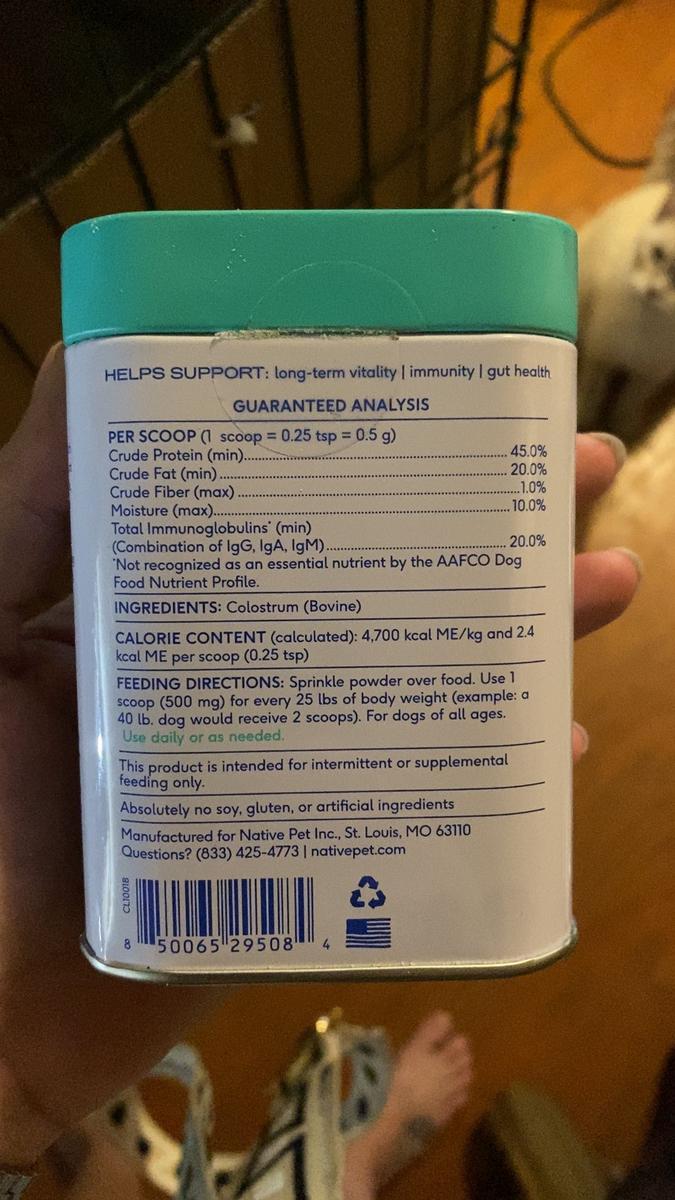 HELPS SUPPORT: long-term vitality | immunity | gut health
GUARANTEED ANALYSIS
PER SCOOP (1 scoop = 0.25 tsp = 0.5 g)
Crude Protein (min)..........45.0%
Crude Fat (min)..........20.0%
Crude Fiber (max)..........1.0%
Moisture (max)..........10.0%
Total Immunoglobulins* (min)
(Combination of IgG, IgA, IgM)..........20.0%
*Not recognized as an essential nutrient by the AAFCO Dog
Food Nutrient Profile.
INGREDIENTS: Colostrum (Bovine)
CALORIE CONTENT (calculated): 4,700 kcal ME/kg and 2.4
kcal ME per scoop (0.25 tsp)
FEEDING DIRECTIONS: Sprinkle powder over food. Use 1
scoop (500 mg) for every 25 lbs of body weight (example: a
40 lb. dog would receive 2 scoops). For dogs of all ages.
Use daily or as needed.
This product is intended for intermittent or supplemental
feeding only.
Absolutely no soy, gluten, or artificial ingredients
Manufactured for Native Pet Inc., St. Louis, MO 63110
Questions? (833) 425-4773 | nativepet.com
CL1001B
8 50065 29508 4